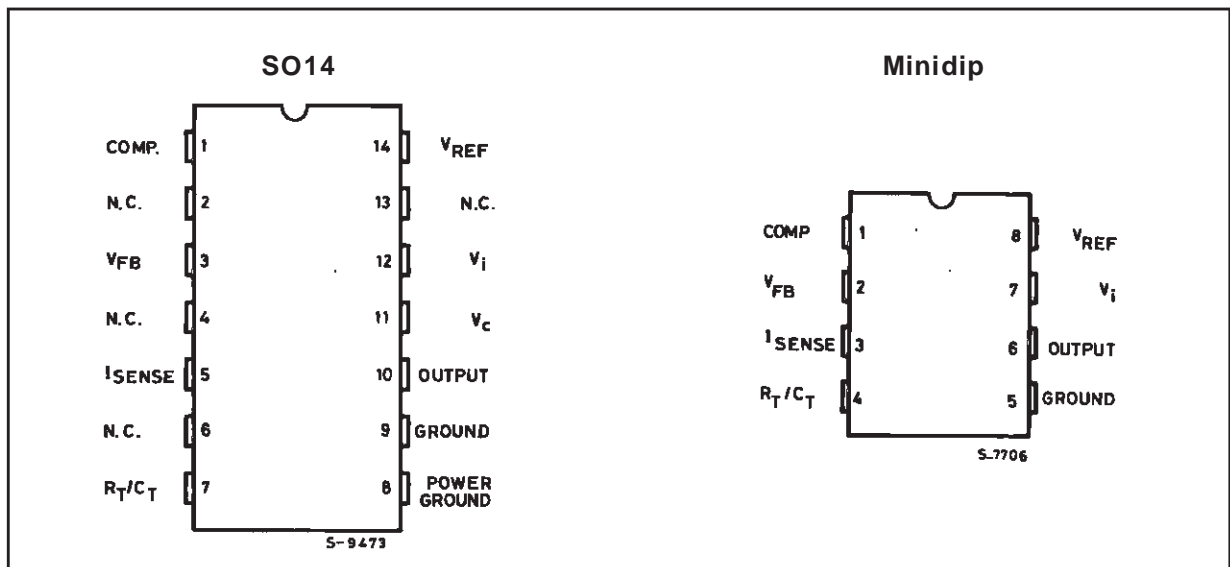 SO14
COMP. 1 14 VREF
N.C. 2 13 N.C.
VFB 3 12 Vi
N.C. 4 11 Vc
ISENSE 5 10 OUTPUT
N.C. 6 9 GROUND
RT/CT 7 8 POWER GROUND
S-9473
Minidip
COMP 1 8 VREF
VFB 2 7 Vi
ISENSE 3 6 OUTPUT
RT/CT 4 5 GROUND
S-7706